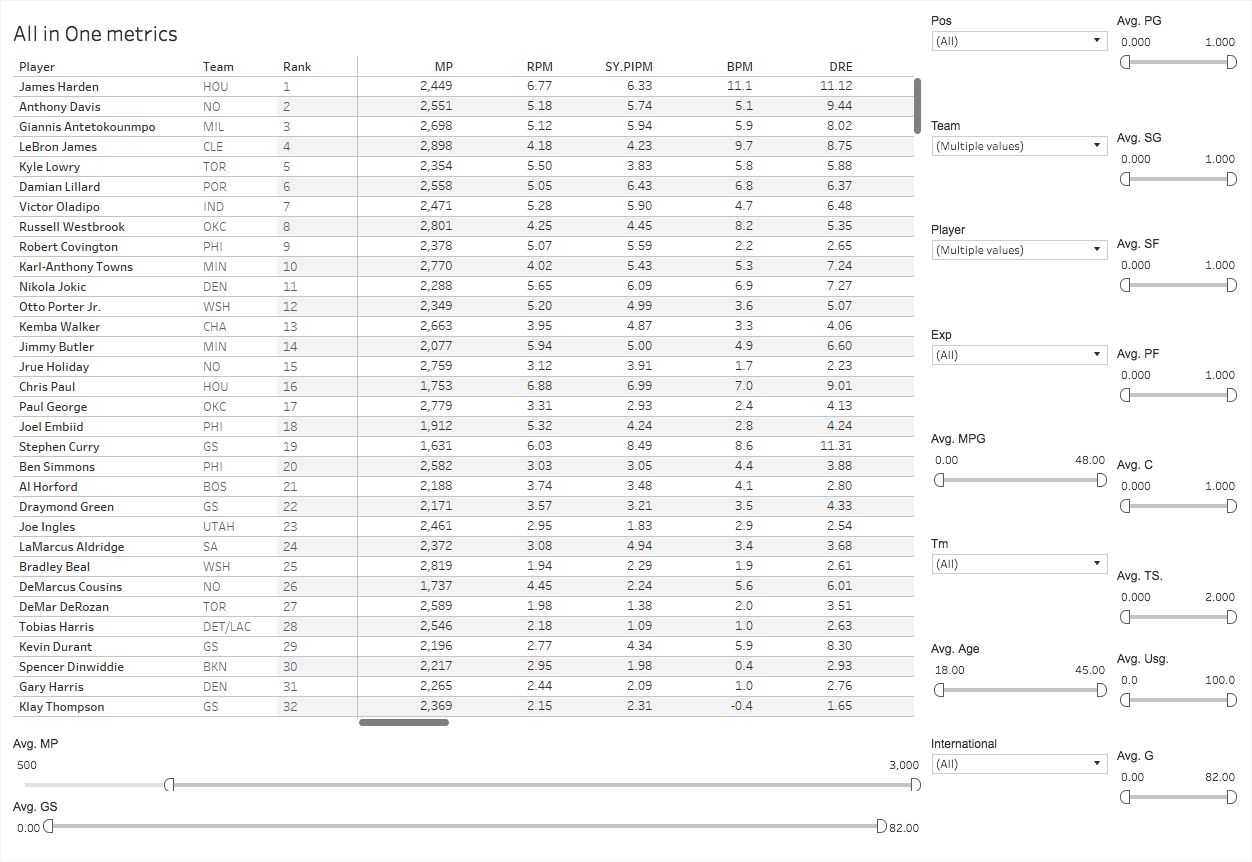 All in One metrics
Player Team Rank MP RPM SY.PIPM BPM DRE
James Harden HOU 1 2,449 6.77 6.33 11.1 11.12
Anthony Davis NO 2 2,551 5.18 5.74 5.1 9.44
Giannis Antetokounmpo MIL 3 2,698 5.12 5.94 5.9 8.02
LeBron James CLE 4 2,898 4.18 4.23 9.7 8.75
Kyle Lowry TOR 5 2,354 5.50 3.83 5.8 5.88
Damian Lillard POR 6 2,558 5.05 6.43 6.8 6.37
Victor Oladipo IND 7 2,471 5.28 5.90 4.7 6.48
Russell Westbrook OKC 8 2,801 4.25 4.45 8.2 5.35
Robert Covington PHI 9 2,378 5.07 5.59 2.2 2.65
Karl-Anthony Towns MIN 10 2,770 4.02 5.43 5.3 7.24
Nikola Jokic DEN 11 2,288 5.65 6.09 6.9 7.27
Otto Porter Jr. WSH 12 2,349 5.20 4.99 3.6 5.07
Kemba Walker CHA 13 2,663 3.95 4.87 3.3 4.06
Jimmy Butler MIN 14 2,077 5.94 5.00 4.9 6.60
Jrue Holiday NO 15 2,759 3.12 3.91 1.7 2.23
Chris Paul HOU 16 1,753 6.88 6.99 7.0 9.01
Paul George OKC 17 2,779 3.31 2.93 2.4 4.13
Joel Embiid PHI 18 1,912 5.32 4.24 2.8 4.24
Stephen Curry GS 19 1,631 6.03 8.49 8.6 11.31
Ben Simmons PHI 20 2,582 3.03 3.05 4.4 3.88
Al Horford BOS 21 2,188 3.74 3.48 4.1 2.80
Draymond Green GS 22 2,171 3.57 3.21 3.5 4.33
Joe Ingles UTAH 23 2,461 2.95 1.83 2.9 2.54
LaMarcus Aldridge SA 24 2,372 3.08 4.94 3.4 3.68
Bradley Beal WSH 25 2,819 1.94 2.29 1.9 2.61
DeMarcus Cousins NO 26 1,737 4.45 2.24 5.6 6.01
DeMar DeRozan TOR 27 2,589 1.98 1.38 2.0 3.51
Tobias Harris DET/LAC 28 2,546 2.18 1.09 1.0 2.63
Kevin Durant GS 29 2,196 2.77 4.34 5.9 8.30
Spencer Dinwiddie BKN 30 2,217 2.95 1.98 0.4 2.93
Gary Harris DEN 31 2,265 2.44 2.09 1.0 2.76
Klay Thompson GS 32 2,369 2.15 2.31 -0.4 1.65
Avg. MP
500 3,000
Avg. GS
0.00 82.00
Pos
(All)
Team
(Multiple values)
Player
(Multiple values)
Exp
(All)
Avg. MPG
0.00 48.00
Tm
(All)
Avg. Age
18.00 45.00
International
(All)
Avg. PG
0.000 1.000
Avg. SG
0.000 1.000
Avg. SF
0.000 1.000
Avg. PF
0.000 1.000
Avg. C
0.000 1.000
Avg. TS.
0.000 2.000
Avg. Usg.
0.0 100.0
Avg. G
0.00 82.00